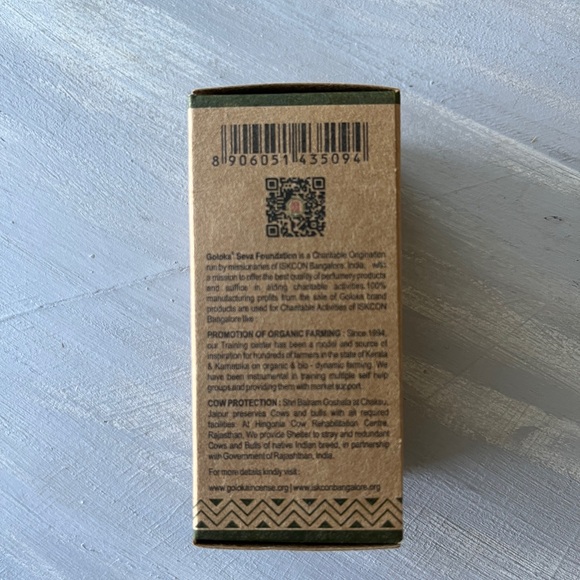 8 906051 435094
Goloka® Seva Foundation is a Charitable Origination
run by missionaries of ISKCON Bangalore, India, with
a mission to offer the best quality of perfumery products
and suffice in aiding charitable activities.100%
manufacturing profits from the sale of Goloka brand
products are used for Charitable Activities of ISKCON
Bangalore like :
PROMOTION OF ORGANIC FARMING : Since 1994,
our Training center has been a model and source of
inspiration for hundreds of farmers in the state of Kerala
& Karnataka on organic & bio - dynamic farming. We
have been instrumental in training multiple self help
groups and providing them with market support.
COW PROTECTION : Shri Balram Goshala at Chaksu,
Jaipur preserves Cows and bulls with all required
facilities. At Hingonia Cow Rehabilitation Centre,
Rajasthan, We provide Shelter to stray and redundant
Cows and Bulls of native Indian breed, in partnership
with Government of Rajashthan, India.
For more details kindly visit :
www.golokaincense.org | www.iskconbangalore.org